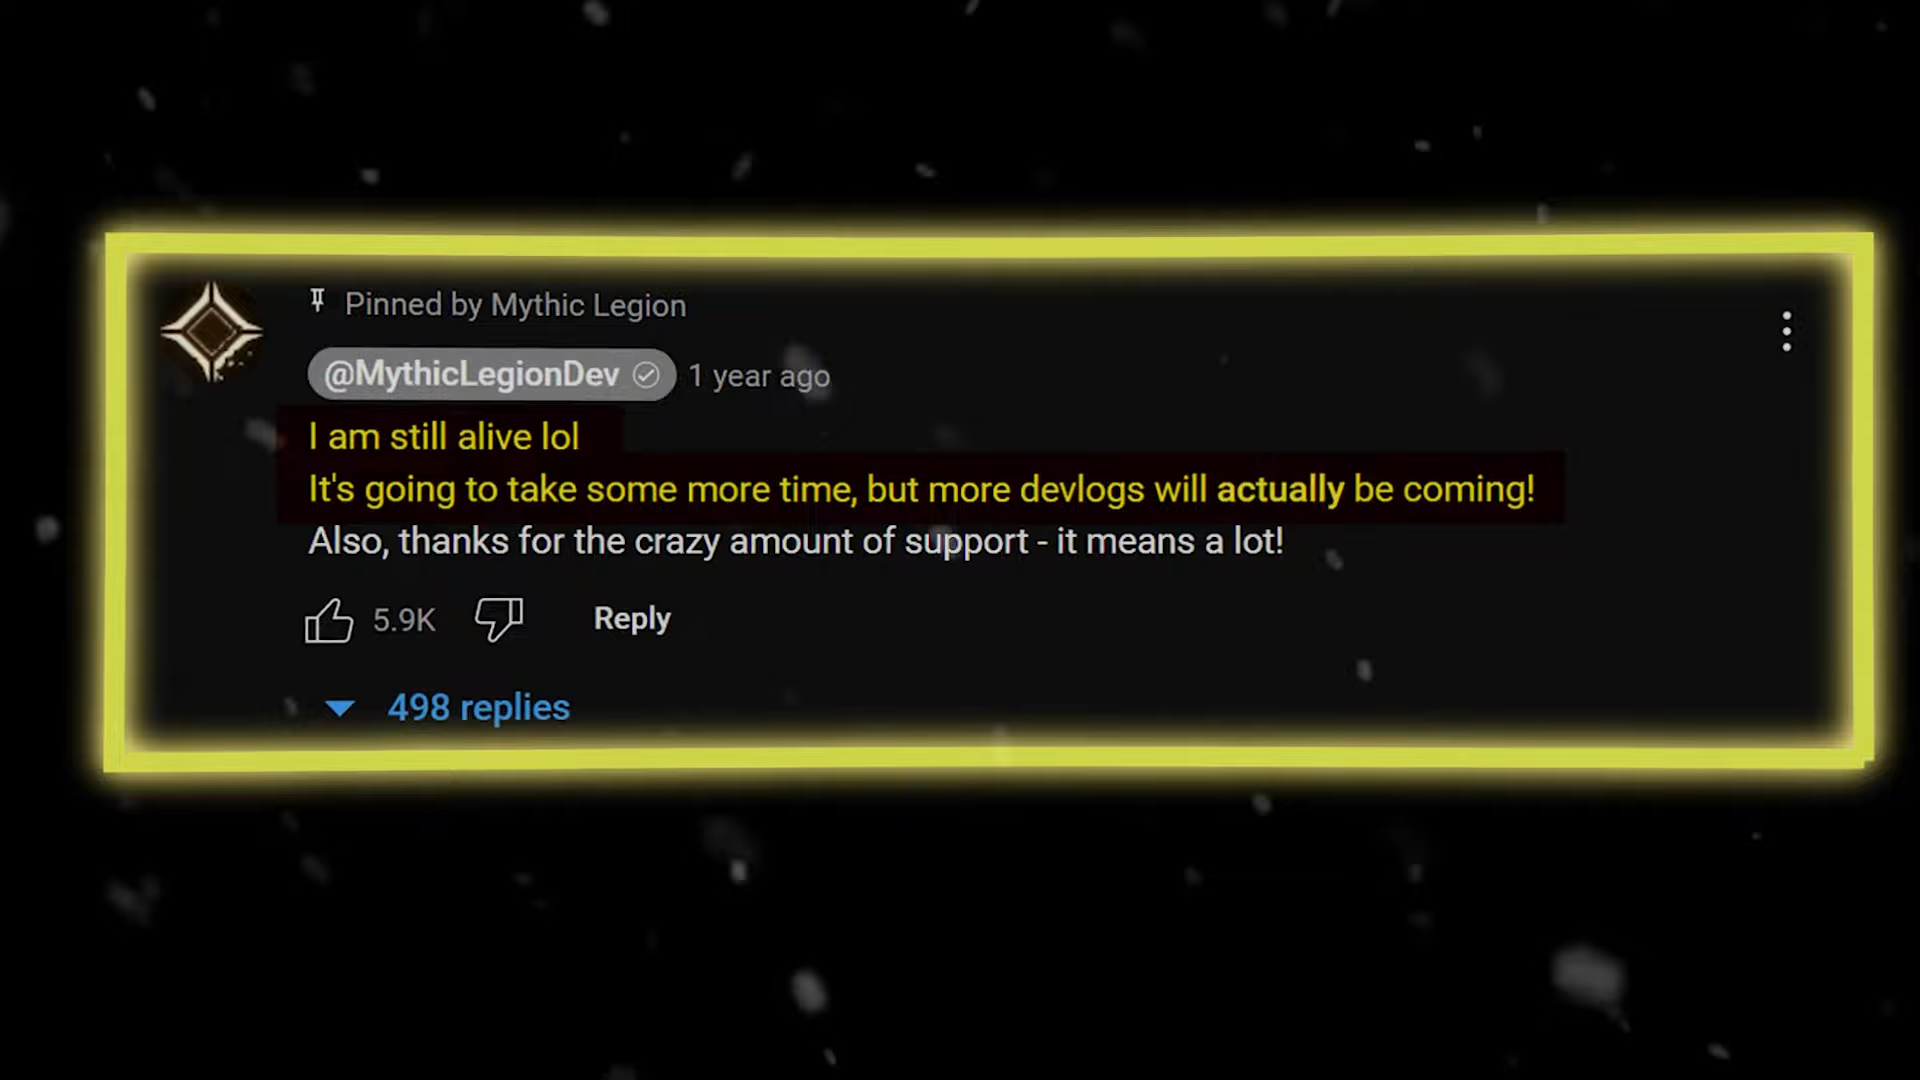 Pinned by Mythic Legion
@MythicLegionDev 1 year ago
I am still alive lol
It's going to take some more time, but more devlogs will actually be coming!
Also, thanks for the crazy amount of support - it means a lot!
5.9K Reply
498 replies